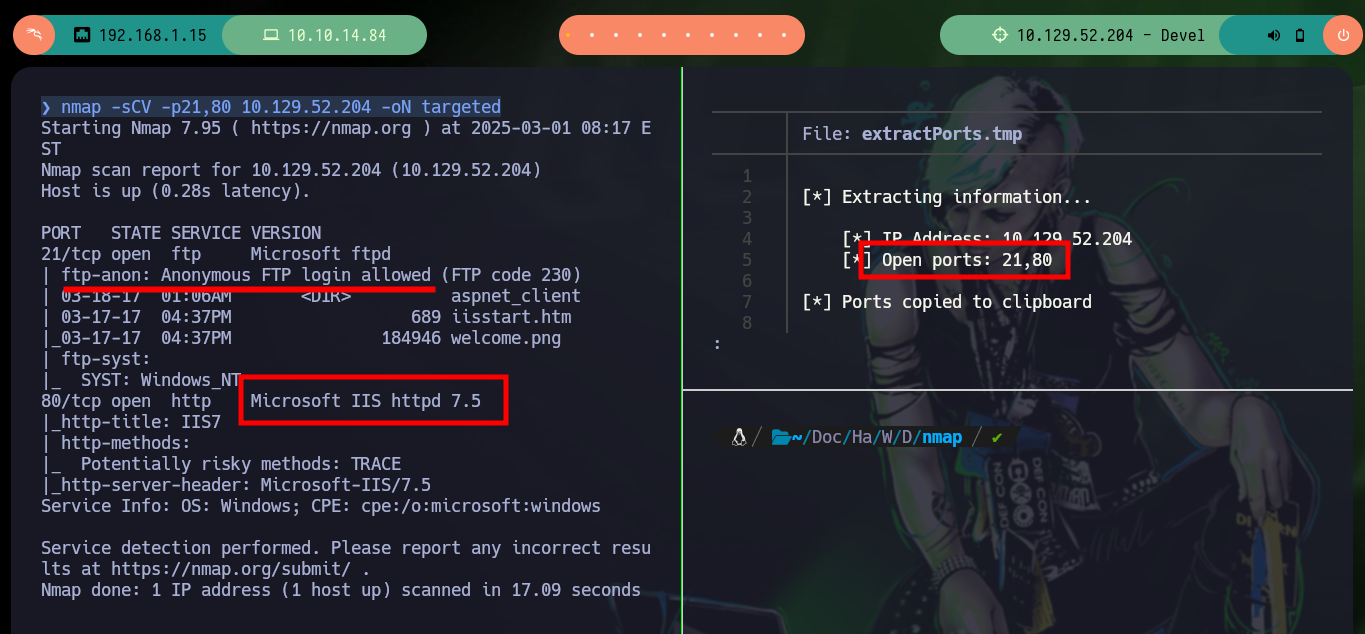 192.168.1.15
10.10.14.84
10.129.52.204 - Devel
❯ nmap -sCV -p21,80 10.129.52.204 -oN targeted
Starting Nmap 7.95 ( https://nmap.org ) at 2025-03-01 08:17 E
ST
Nmap scan report for 10.129.52.204 (10.129.52.204)
Host is up (0.28s latency).
PORT   STATE SERVICE VERSION
21/tcp open  ftp     Microsoft ftpd
| ftp-anon: Anonymous FTP login allowed (FTP code 230)
| 03-18-17  01:06AM       <DIR>          aspnet_client
| 03-17-17  04:37PM                  689 iisstart.htm
|_03-17-17  04:37PM               184946 welcome.png
| ftp-syst:
|_  SYST: Windows_NT
80/tcp open  http    Microsoft IIS httpd 7.5
|_http-title: IIS7
| http-methods:
|_  Potentially risky methods: TRACE
|_http-server-header: Microsoft-IIS/7.5
Service Info: OS: Windows; CPE: cpe:/o:microsoft:windows
Service detection performed. Please report any incorrect resu
lts at https://nmap.org/submit/ .
Nmap done: 1 IP address (1 host up) scanned in 17.09 seconds
File: extractPorts.tmp
1
2 [*] Extracting information...
3
4 [*] IP Address: 10.129.52.204
5 [*] Open ports: 21,80
6
7 [*] Ports copied to clipboard
8
:
~/Doc/Ha/W/D/nmap / ✔
DEF CON
DEF CON